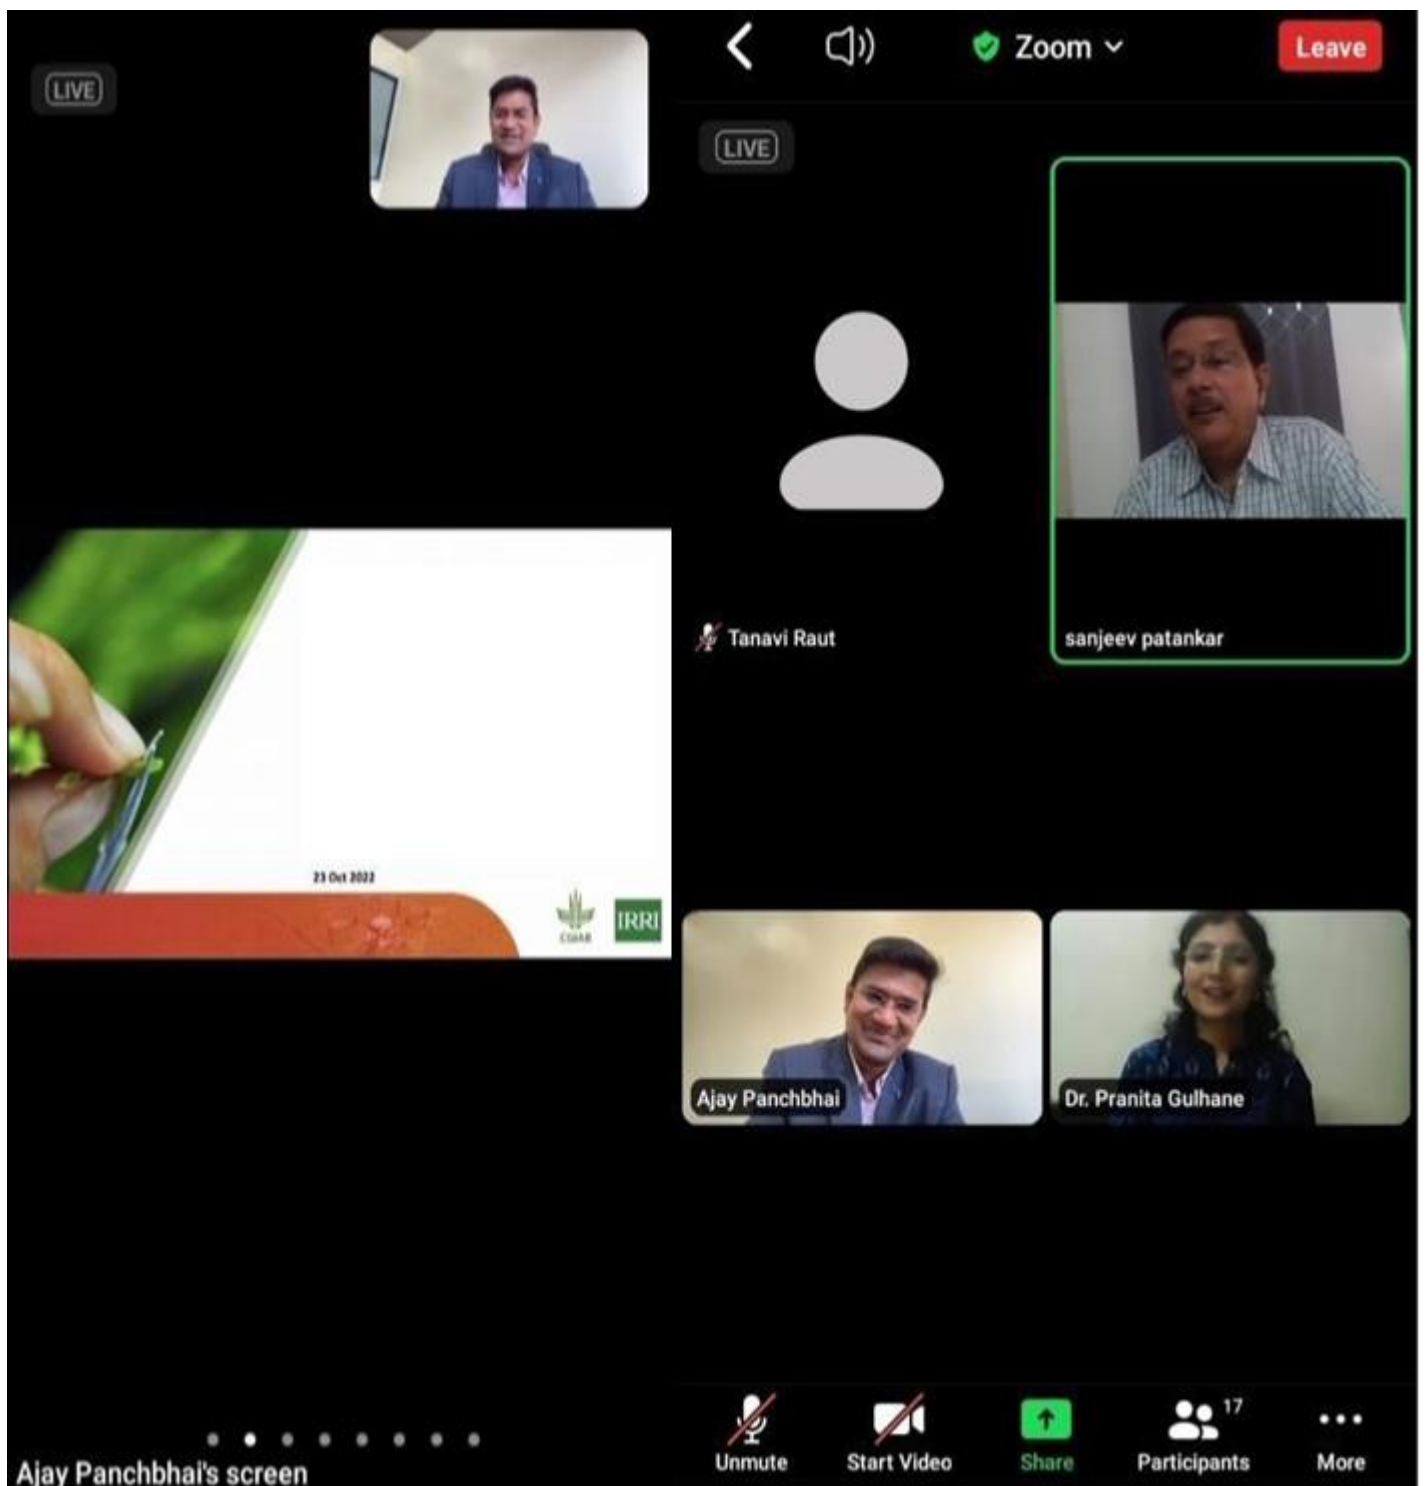 LIVE
23 Oct 2022
CGIAR
IRRI
Ajay Panchbhai's screen
Zoom
Leave
LIVE
Tanavi Raut
sanjeev patankar
Ajay Panchbhai
Dr. Pranita Gulhane
17
Unmute
Start Video
Share
Participants
More